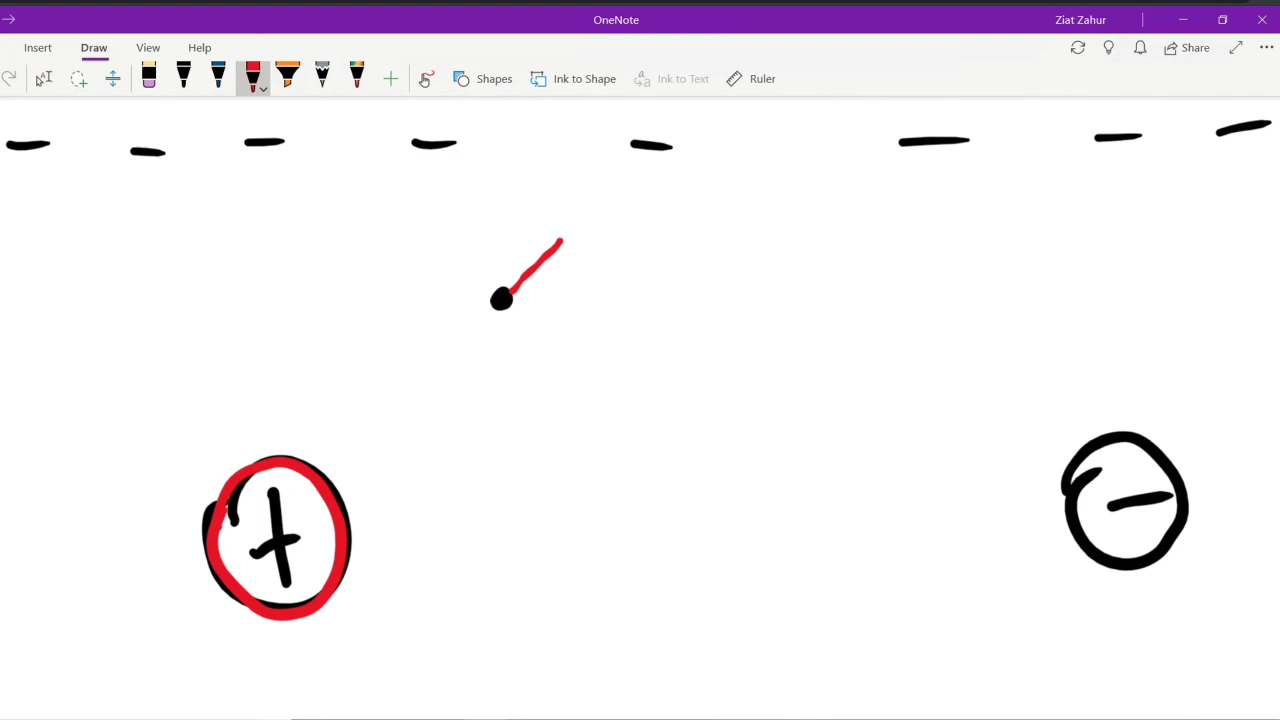 OneNote
Ziat Zahur
Insert Draw View Help
Share
Shapes Ink to Shape Ink to Text Ruler
- - - - - - - -
+ -